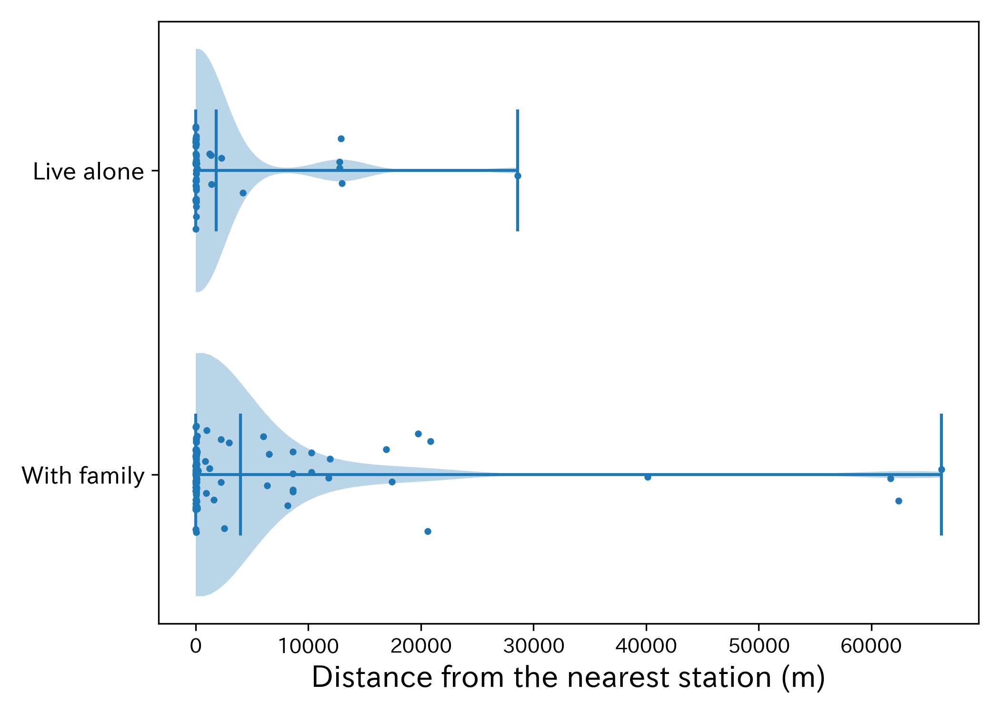 Live alone
With family
0 10000 20000 30000 40000 50000 60000
Distance from the nearest station (m)